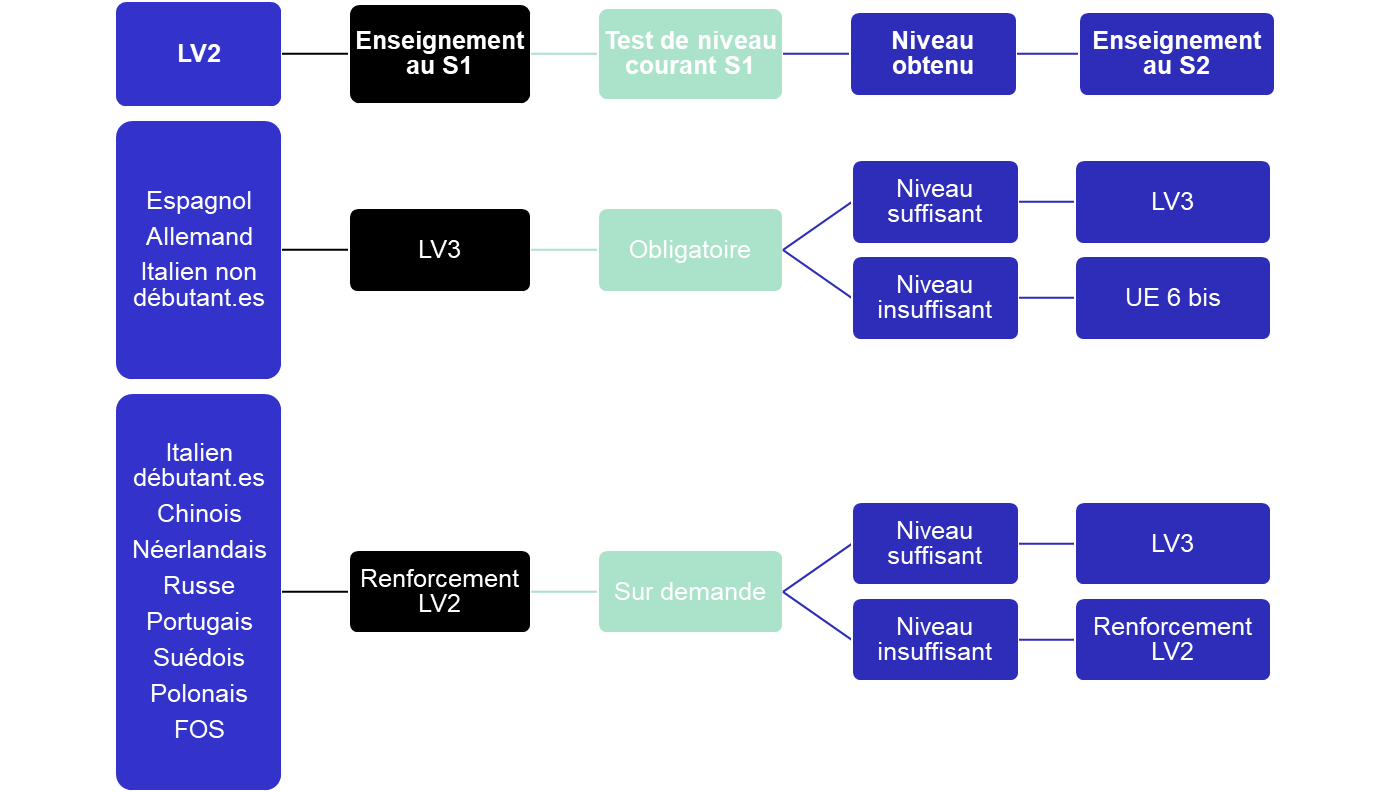 LV2
Enseignement
au S1
Test de niveau
courant S1
Niveau
obtenu
Enseignement
au S2
Espagnol
Allemand
Italien non
débutant.es
LV3
Obligatoire
Niveau
suffisant
LV3
Niveau
insuffisant
UE 6 bis
Italien
débutant.es
Chinois
Néerlandais
Russe
Portugais
Suédois
Polonais
FOS
Renforcement
LV2
Sur demande
Niveau
suffisant
LV3
Niveau
insuffisant
Renforcement
LV2